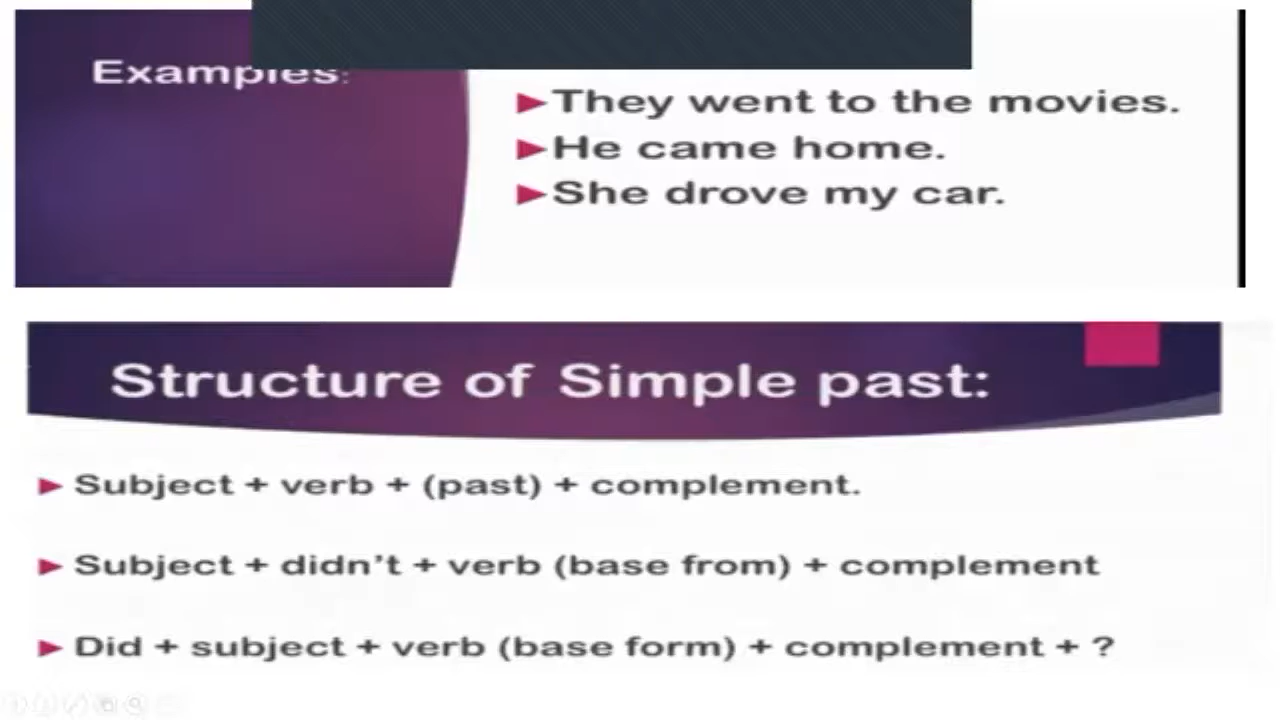 Examples:
They went to the movies.
He came home.
She drove my car.
Structure of Simple past:
Subject + verb + (past) + complement.
Subject + didn't + verb (base from) + complement
Did + subject + verb (base form) + complement + ?